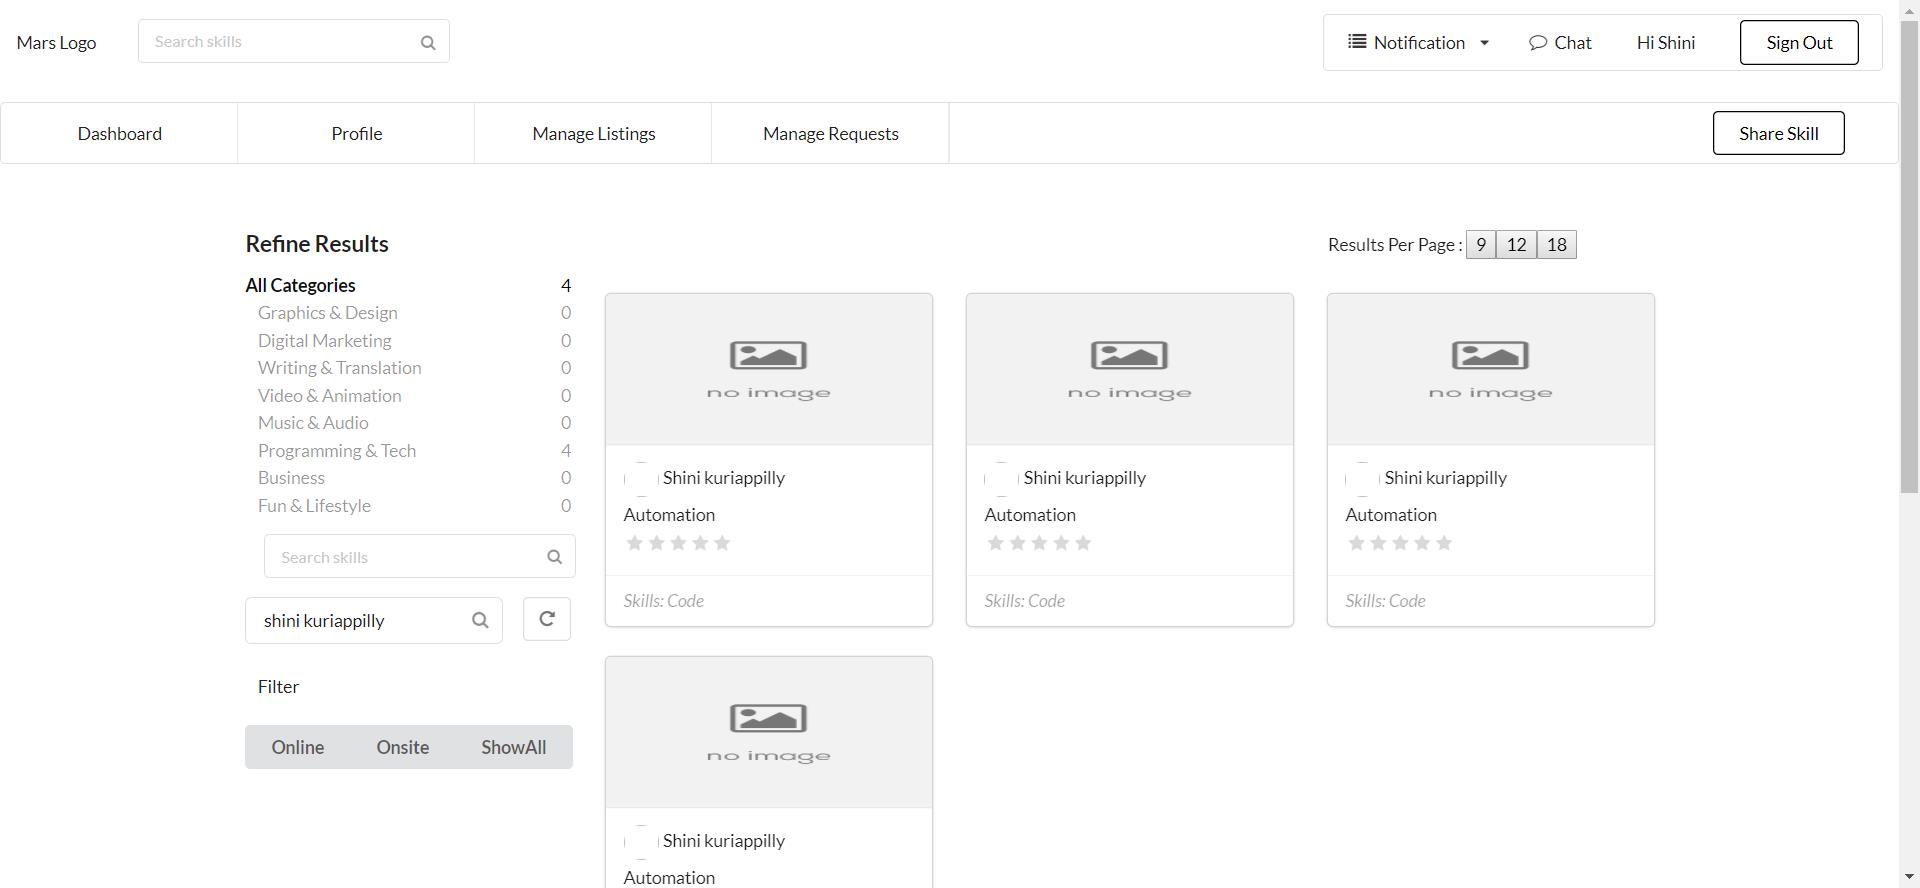 Mars Logo
Search skills
Notification
Chat
Hi Shini
Sign Out
Dashboard
Profile
Manage Listings
Manage Requests
Share Skill
Refine Results
Results Per Page : 9 12 18
All Categories 4
Graphics & Design 0
Digital Marketing 0
Writing & Translation 0
Video & Animation 0
Music & Audio 0
Programming & Tech 4
Business 0
Fun & Lifestyle 0
Search skills
shini kuriappilly
Filter
Online Onsite ShowAll
no image
Shini kuriappilly
Automation
Skills: Code
no image
Shini kuriappilly
Automation
Skills: Code
no image
Shini kuriappilly
Automation
Skills: Code
no image
Shini kuriappilly
Automation